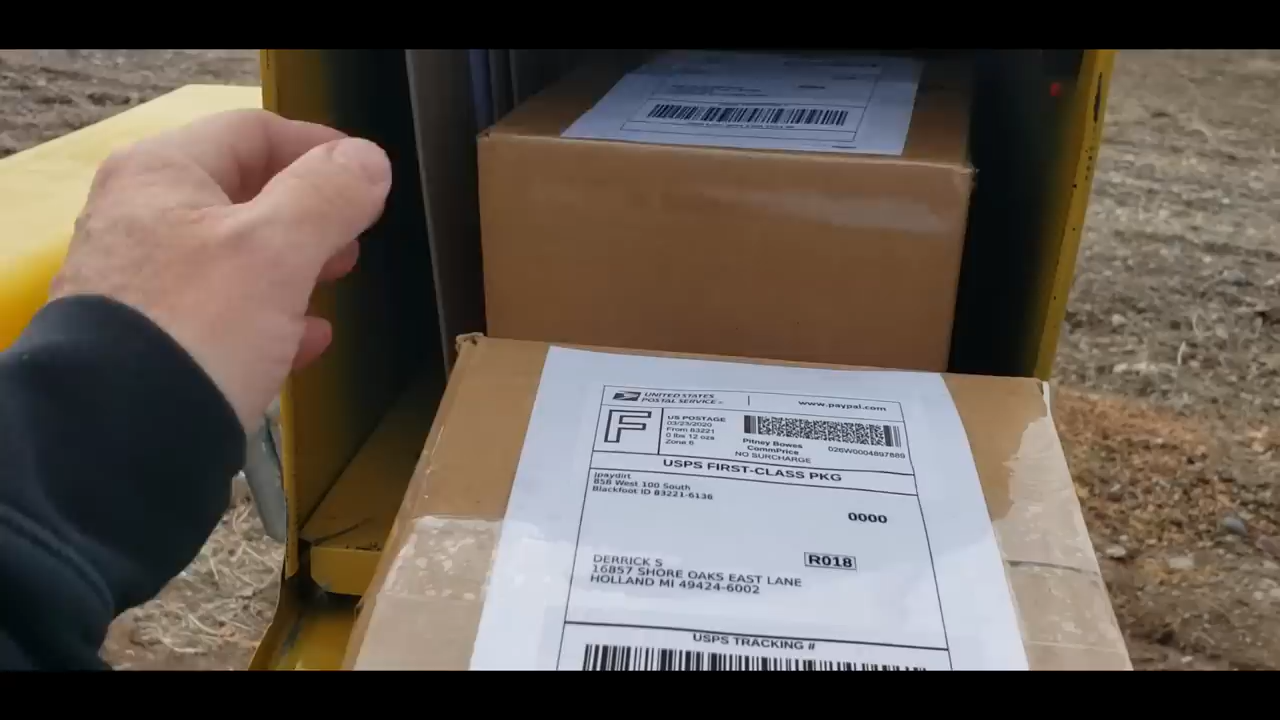 UNITED STATES
POSTAL SERVICE
www.paypal.com
F
US POSTAGE
03/23/2020
From 83221
0 lbs 12 ozs
Zone 6
Pitney Bowes
CommPrice
NO SURCHARGE
026W0004897880
USPS FIRST-CLASS PKG
jpaydirt
858 West 100 South
Blackfoot ID 83221-6136
0000
R018
DERRICK S
16857 SHORE OAKS EAST LANE
HOLLAND MI 49424-6002
USPS TRACKING #